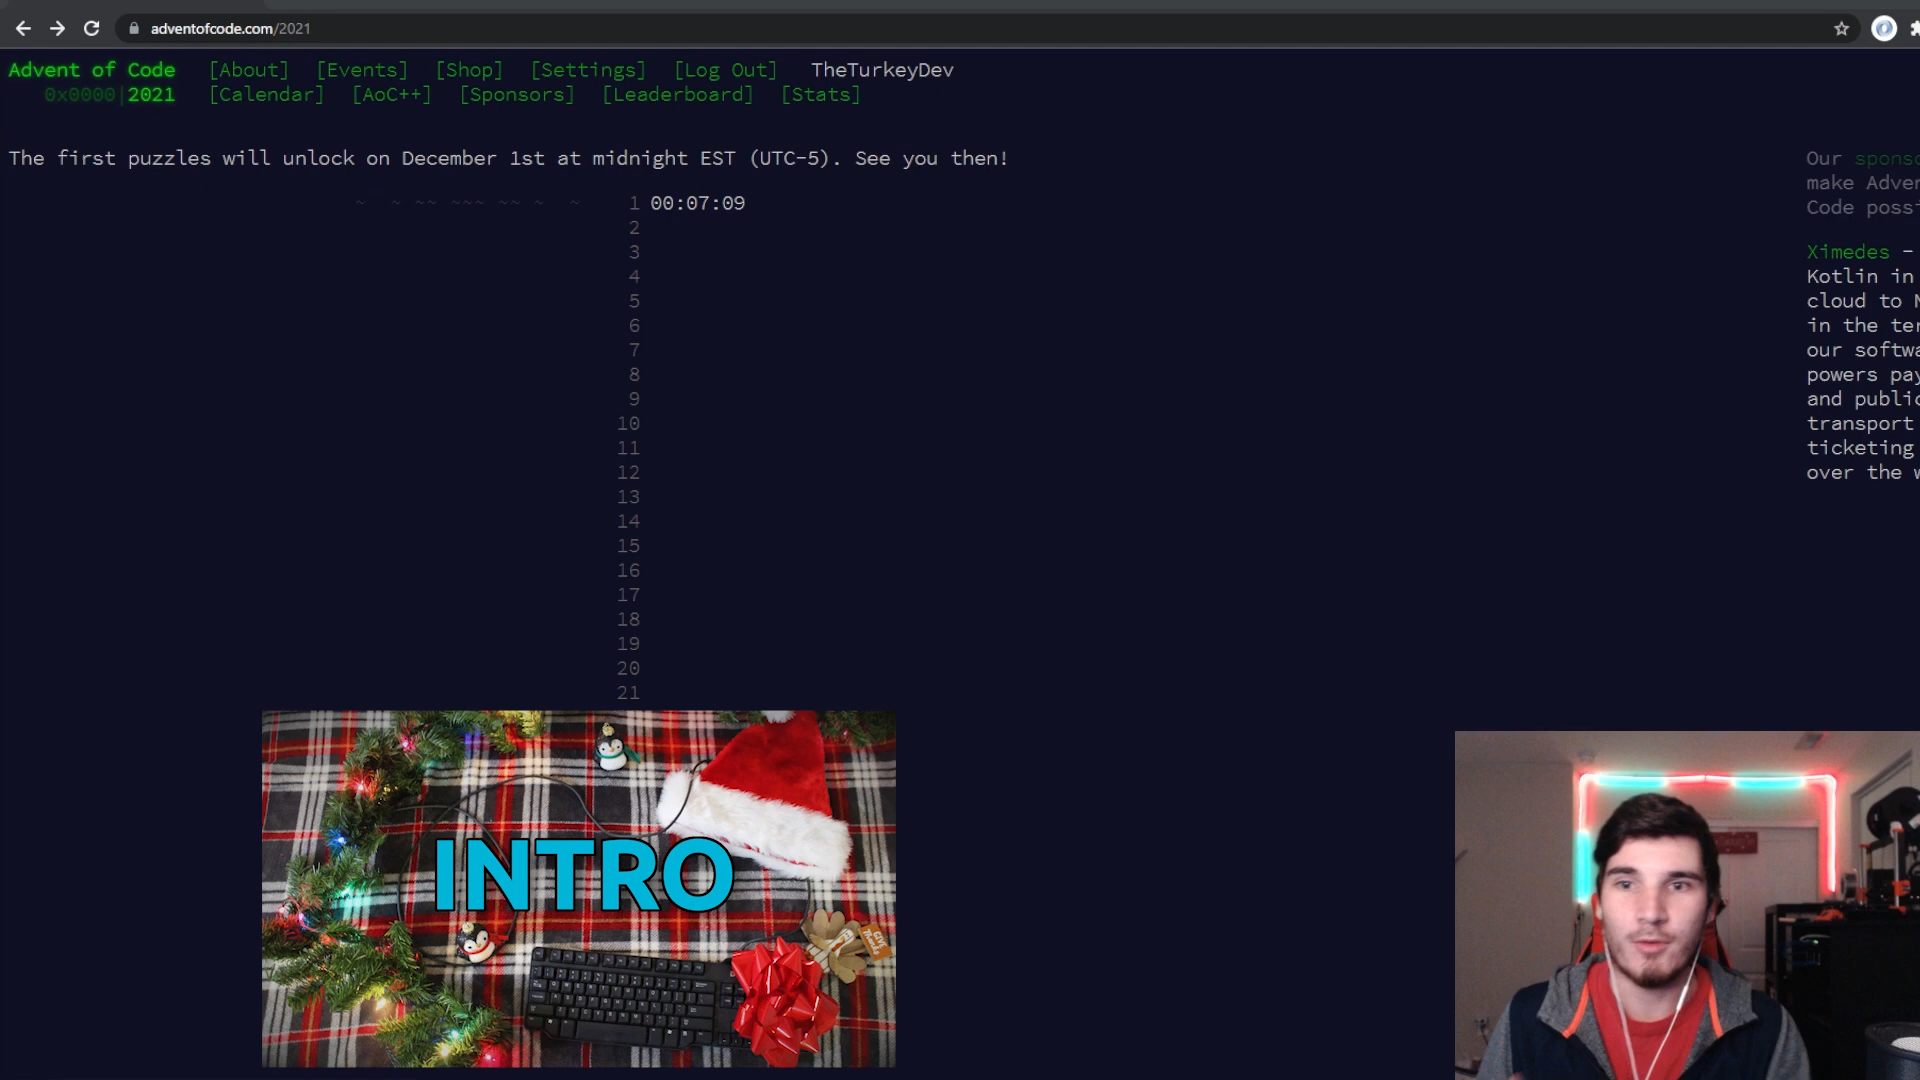 adventofcode.com/2021
Advent of Code [About] [Events] [Shop] [Settings] [Log Out] TheTurkeyDev
0x0000|2021 [Calendar] [AoC++] [Sponsors] [Leaderboard] [Stats]
The first puzzles will unlock on December 1st at midnight EST (UTC-5). See you then!
~ ~ ~~ ~~~ ~~ ~ ~ 1 00:07:09
2
3
4
5
6
7
8
9
10
11
12
13
14
15
16
17
18
19
20
21
Our
make
Code
Ximedes -
Kotlin in
cloud to
in the
our
powers
and
transport
ticketing
over the
INTRO
GIVE
thanks